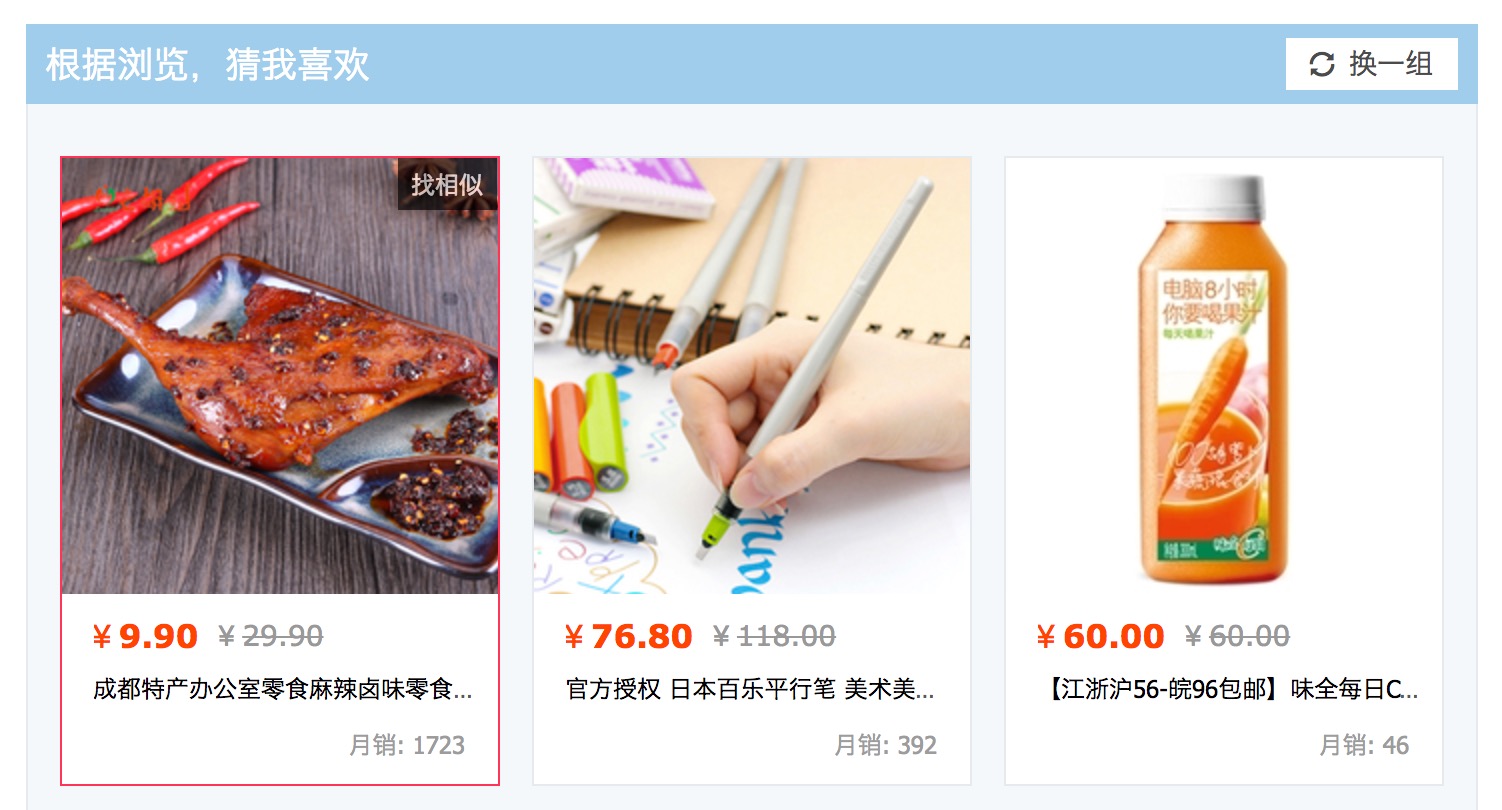 根据浏览，猜我喜欢
换一组
找相似
电脑8小时
你要喝果汁
每天喝果汁
¥ 9.90 ¥ 29.90
成都特产办公室零食麻辣卤味零食...
月销: 1723
¥ 76.80 ¥ 118.00
官方授权 日本百乐平行笔 美术美...
月销: 392
¥ 60.00 ¥ 60.00
【江浙沪56-皖96包邮】味全每日C...
月销: 46